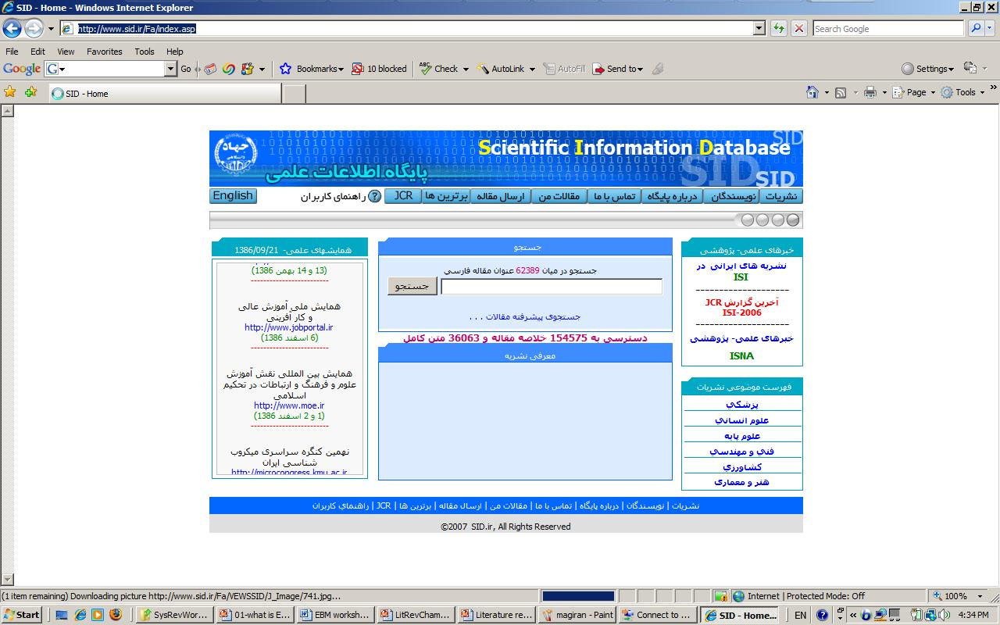 SID - Home - Windows Internet Explorer
http://www.sid.ir/Fa/index.asp
Search Google
File Edit View Favorites Tools Help
Google G Go Bookmarks 10 blocked ABC Check AutoLink AutoFill Send to Settings
SID - Home Page Tools »
Scientific Information Database SID
SID SID
جهاد
پایگاه اطلاعات علمی
نشریات نویسندگان درباره پایگاه تماس با ما مقالات من ارسال مقاله برترین ها JCR ? راهنمای کاربران English
خبرهای علمی- پژوهشی
نشریه های ایرانی در
ISI
آخرین گزارش JCR
ISI-2006
خبرهای علمی- پژوهشی
ISNA
فهرست موضوعی نشریات
پزشكي
علوم انساني
علوم پایه
فني و مهندسي
كشاورزي
هنر و معماری
جستجو
جستجو در میان 62389 عنوان مقاله فارسی
جستجو
جستجوی پیشرفته مقالات . . .
دسترسی به 154575 خلاصه مقاله و 36063 متن کامل
معرفی نشریه
همایشهای علمی- 1386/09/21
(13 و 14 بهمن 1386)
همایش ملی آموزش عالی
و کار آفرینی
http://www.jobportal.ir
(6 اسفند 1386)
همایش بین المللی نقش آموزش
علوم و فرهنگ و ارتباطات در تحکیم
اسلامی
http://www.moe.ir
(1 و 2 اسفند 1386)
نهمین کنگره سراسری میکروب
شناسی ایران
http://microcongress.kmu.ac.ir
نشریات | نویسندگان | درباره پایگاه | تماس با ما | مقالات من | ارسال مقاله | برترین ها | JCR | راهنمای کاربران
©2007 SID.ir, All Rights Reserved
(1 item remaining) Downloading picture http://www.sid.ir/Fa/VEWSSID/J_Image/741.jpg... Internet | Protected Mode: Off 100%
Start SysRevWor... 01-what is E... EBM worksh... LitRevCham... Literature re... magiran - Paint Connect to ... SID - Home... EN ? « 4:34 PM